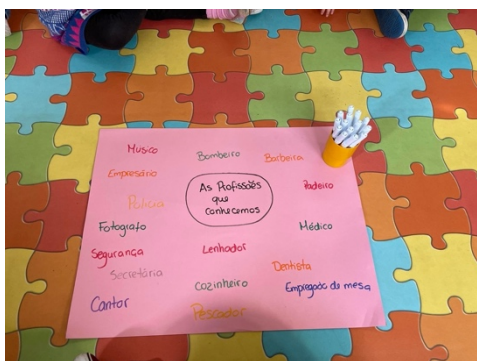 Musico
Bombeiro
Barbeiro
Empresário
As Profissões
que
conhecemos
Padeiro
Policia
Fotografo
Médico
Segurança
Lenhador
Dentista
Secretária
Cozinheiro
Empregado de mesa
Cantor
Pescador